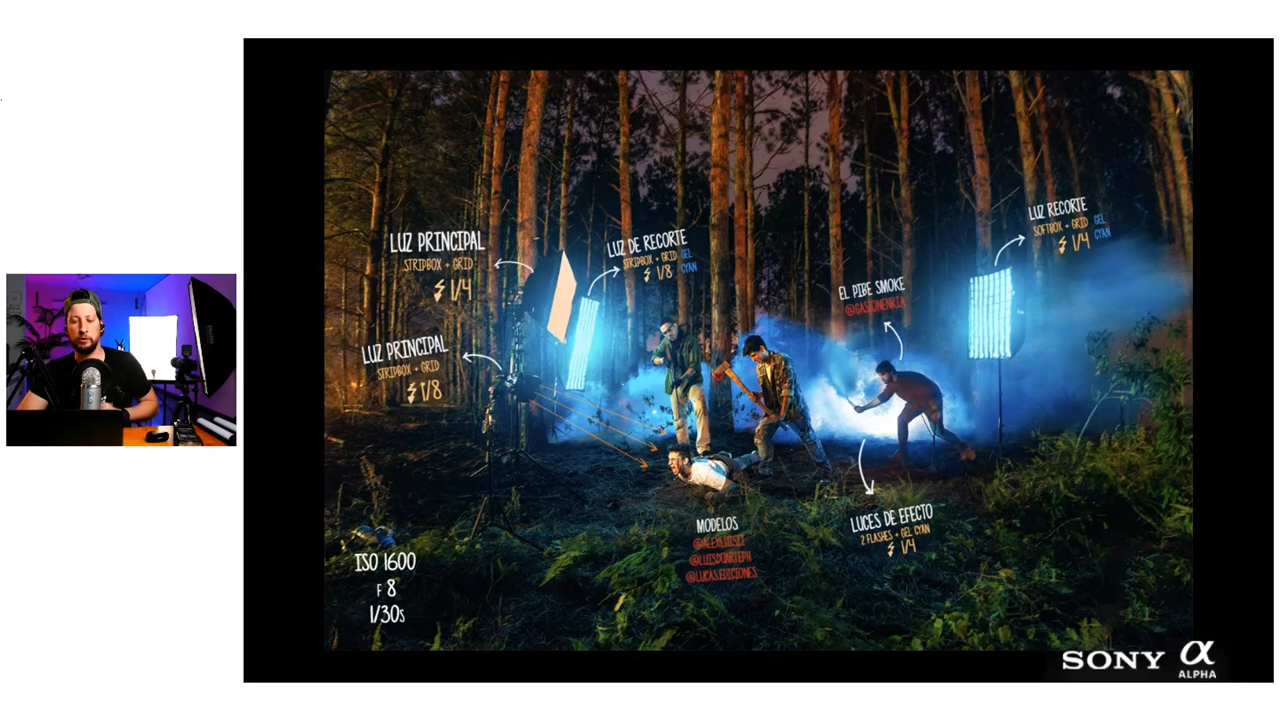 LUZ PRINCIPAL
STRIPBOX + GRID
1/4
LUZ DE RECORTE
STRIPBOX + GRID GEL
1/8 CYAN
LUZ RECORTE
SOFTBOX + GRID GEL
1/4 CYAN
EL PIBE SMOKE
LUZ PRINCIPAL
STRIPBOX + GRID
1/8
MODELOS
@LUISDUARTEPH
@LUCAS.EDICIONES
LUCES DE EFECTO
2 FLASHES + GEL CYAN
1/4
ISO 1600
F 8
1/30s
SONY α
ALPHA